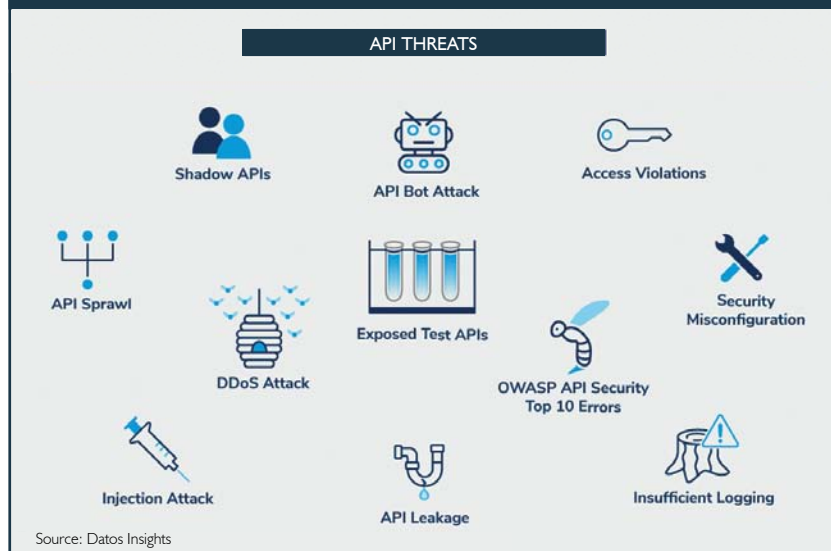 API THREATS
Shadow APIs
API Bot Attack
Access Violations
API Sprawl
DDoS Attack
Exposed Test APIs
OWASP API Security
Top 10 Errors
Security
Misconfiguration
Injection Attack
API Leakage
Insufficient Logging
Source: Datos Insights